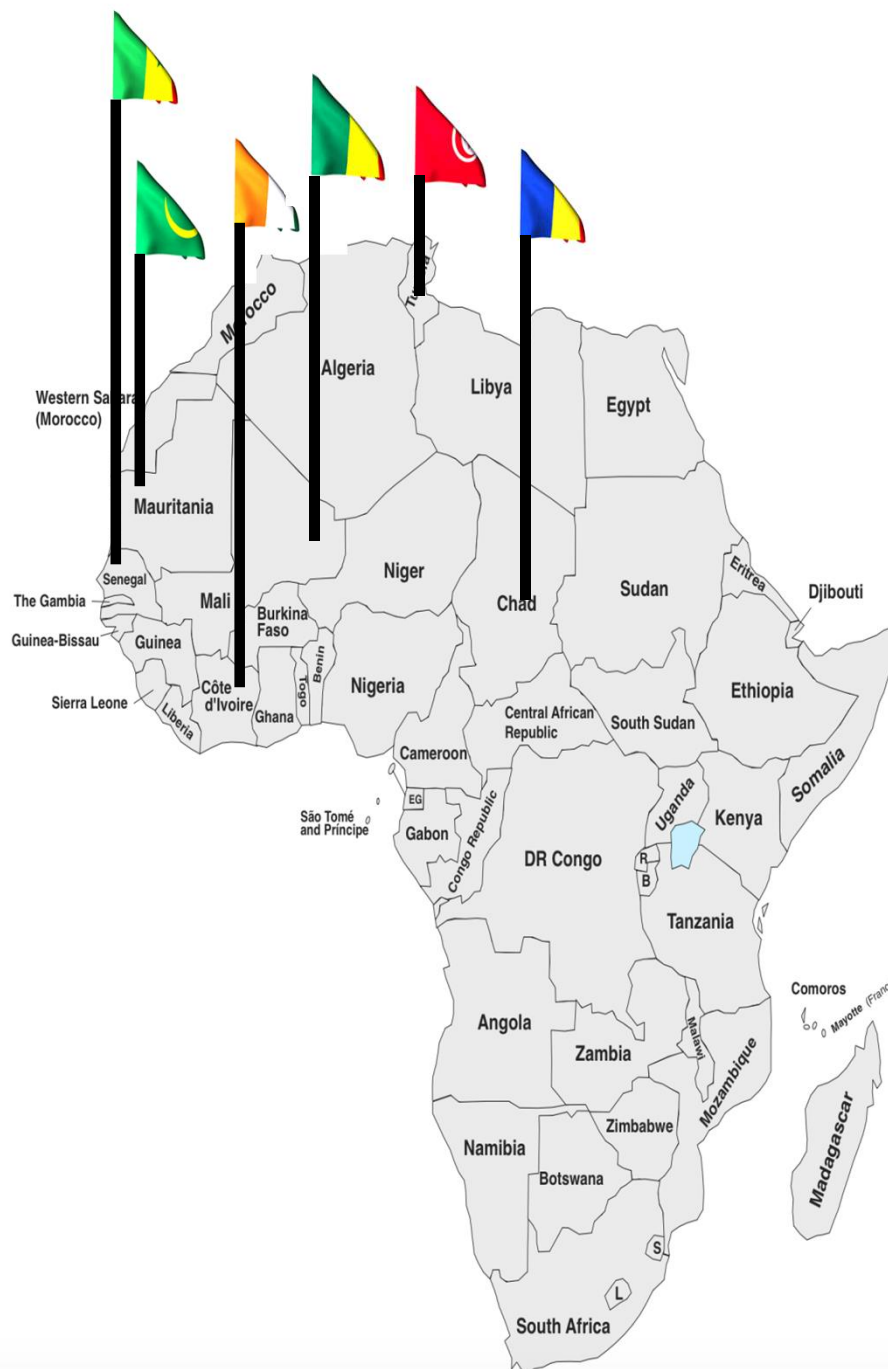 Morocco
Algeria
Libya
Egypt
Western Sahara
(Morocco)
Mauritania
Senegal
The Gambia
Guinea-Bissau
Guinea
Sierra Leone
Liberia
Mali
Burkina
Faso
Côte
d'Ivoire
Ghana
Togo
Benin
Niger
Nigeria
Chad
Sudan
Eritrea
Djibouti
Ethiopia
Somalia
South Sudan
Central African
Republic
Cameroon
EG
São Tomé
and Príncipe
Gabon
Congo Republic
DR Congo
Uganda
Kenya
R
B
Tanzania
Comoros
Mayotte (Franc
Angola
Zambia
Malawi
Mozambique
Madagascar
Zimbabwe
Namibia
Botswana
S
L
South Africa